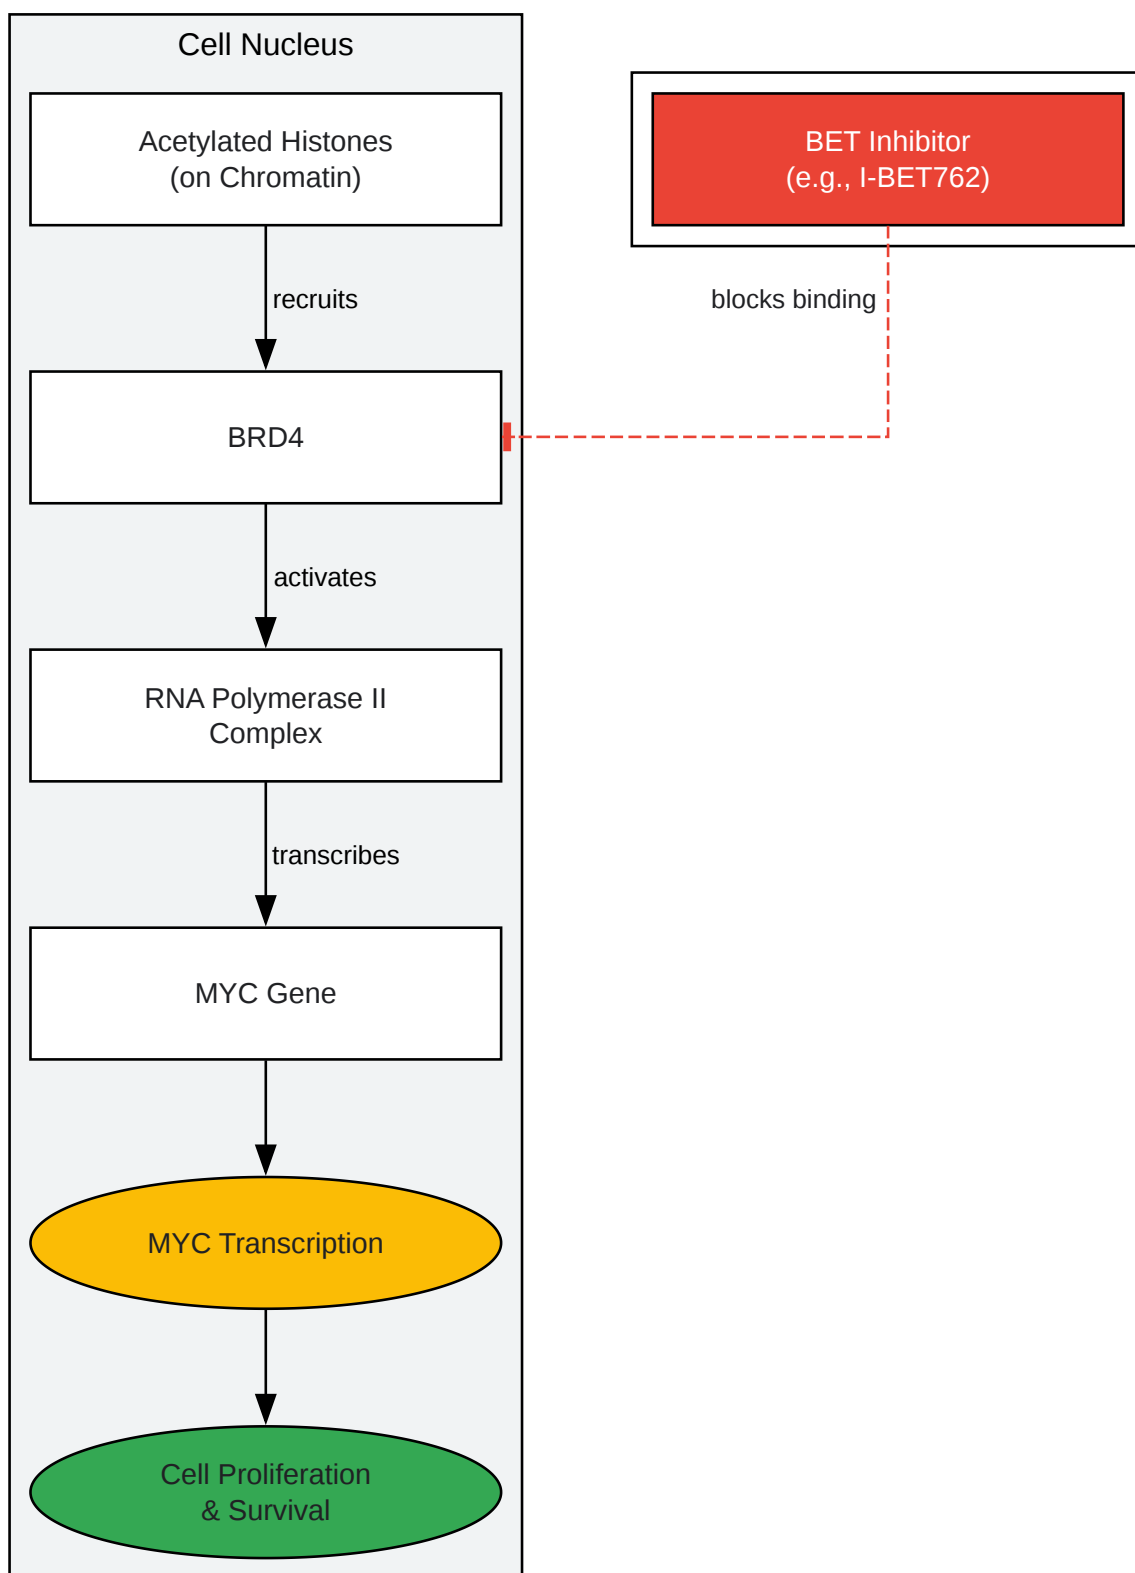 Cell Nucleus
Acetylated Histones
(on Chromatin)
BET Inhibitor
(e.g., I-BET762)
recruits
blocks binding
BRD4
activates
RNA Polymerase II
Complex
transcribes
MYC Gene
MYC Transcription
Cell Proliferation
& Survival